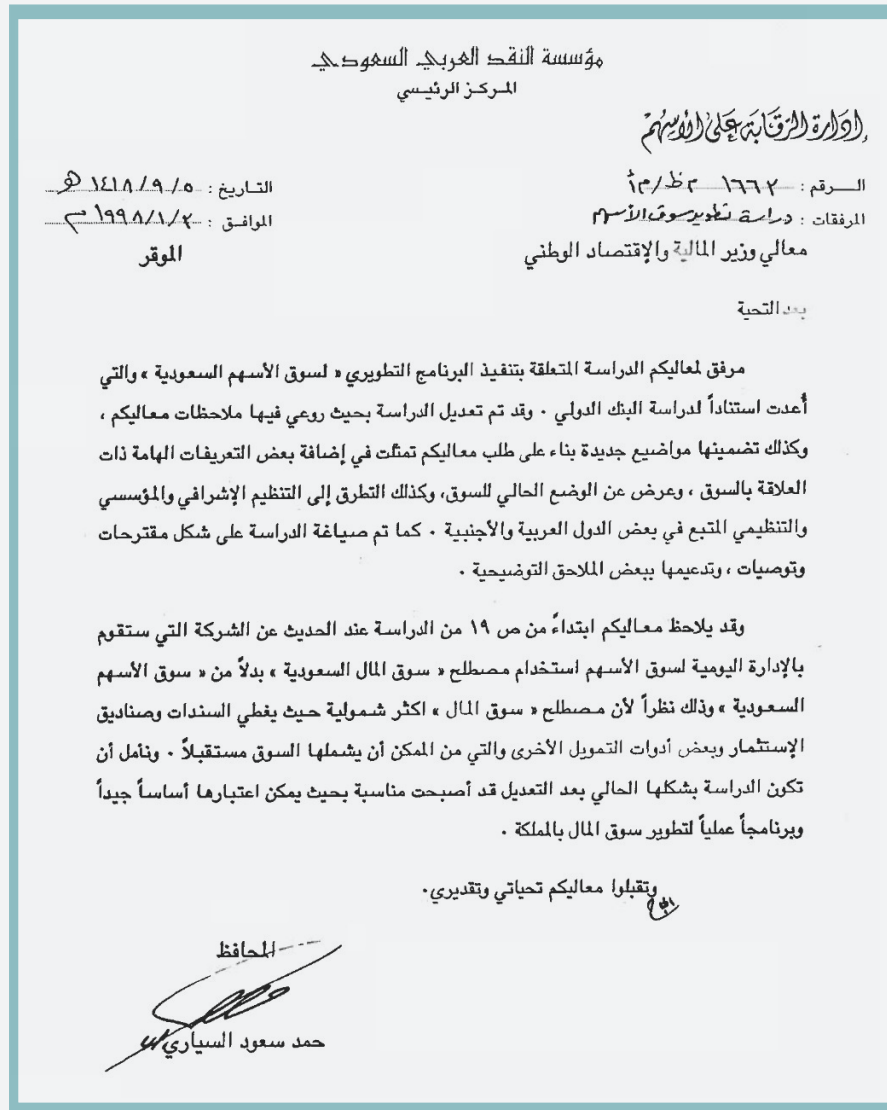 مؤسسة النقد العربي السعودي
المركز الرئيسي
إدارة الرقابة على الأسهم
الـــرقم : ١٦٦٢ م ظ/م أ
التـاريخ : ١٤١٨/٩/٥ هـ
المرفقات : دراسة تطوير سوق الأسهم
الموافـق : ١٩٩٨/١/٢ م
معالي وزير المالية والإقتصاد الوطني
الموقر
بعد التحية
مرفق لمعاليكم الدراسة المتعلقة بتنفيذ البرنامج التطويري « لسوق الأسهم السعودية » والتي
أُعدت استناداً لدراسة البنك الدولي . وقد تم تعديل الدراسة بحيث روعي فيها ملاحظات معاليكم ،
وكذلك تضمينها مواضيع جديدة بناء على طلب معاليكم تمثلت في إضافة بعض التعريفات الهامة ذات
العلاقة بالسوق ، وعرض عن الوضع الحالي للسوق، وكذلك التطرق إلى التنظيم الإشرافي والمؤسسي
والتنظيمي المتبع في بعض الدول العربية والأجنبية . كما تم صياغة الدراسة على شكل مقترحات
وتوصيات ، وتدعيمها ببعض الملاحق التوضيحية .
وقد يلاحظ معاليكم ابتداءً من ص ١٩ من الدراسة عند الحديث عن الشركة التي ستقوم
بالإدارة اليومية لسوق الأسهم استخدام مصطلح « سوق المال السعودية » بدلاً من « سوق الأسهم
السعودية » وذلك نظراً لأن مصطلح « سوق المال » اكثر شمولية حيث يغطي السندات وصناديق
الإستثمار وبعض أدوات التمويل الأخرى والتي من الممكن أن يشملها السوق مستقبلاً . ونأمل أن
تكون الدراسة بشكلها الحالي بعد التعديل قد أصبحت مناسبة بحيث يمكن اعتبارها أساساً جيداً
وبرنامجاً عملياً لتطوير سوق المال بالمملكة .
وتقبلوا معاليكم تحياتي وتقديري.
المحافظ
حمد سعود السياري